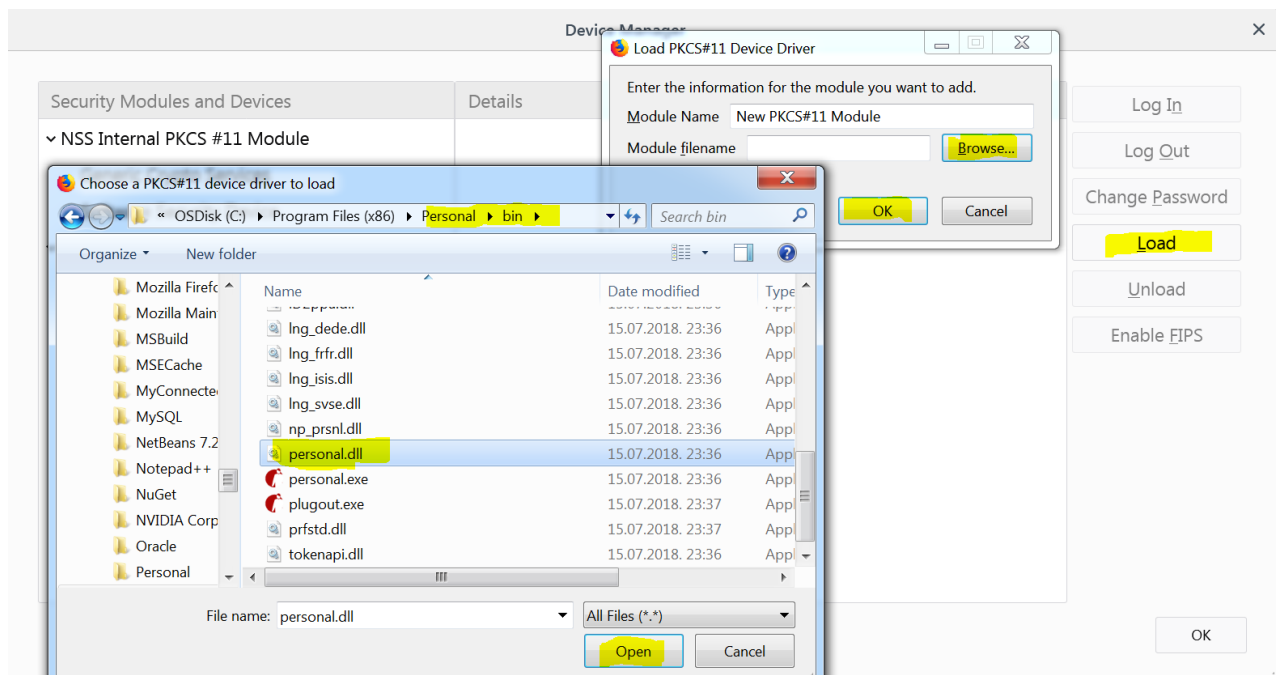 Device Manager
Security Modules and Devices
Details
NSS Internal PKCS #11 Module
Log In
Log Out
Change Password
Load
Unload
Enable FIPS
OK
Load PKCS#11 Device Driver
Enter the information for the module you want to add.
Module Name New PKCS#11 Module
Module filename Browse...
OK Cancel
Choose a PKCS#11 device driver to load
« OSDisk (C:) Program Files (x86) Personal bin Search bin
Organize New folder
Mozilla Firefo
Mozilla Main
MSBuild
MSECache
MyConnecte
MySQL
NetBeans 7.2
Notepad++
NuGet
NVIDIA Corp
Oracle
Personal
Name Date modified Type
lng_dede.dll 15.07.2018. 23:36 Appl
lng_frfr.dll 15.07.2018. 23:36 Appl
lng_isis.dll 15.07.2018. 23:36 Appl
lng_svse.dll 15.07.2018. 23:36 Appl
np_prsnl.dll 15.07.2018. 23:36 Appl
personal.dll 15.07.2018. 23:36 Appl
personal.exe 15.07.2018. 23:36 Appl
plugout.exe 15.07.2018. 23:37 Appl
prfstd.dll 15.07.2018. 23:37 Appl
tokenapi.dll 15.07.2018. 23:36 Appl
File name: personal.dll All Files (*.*)
Open Cancel